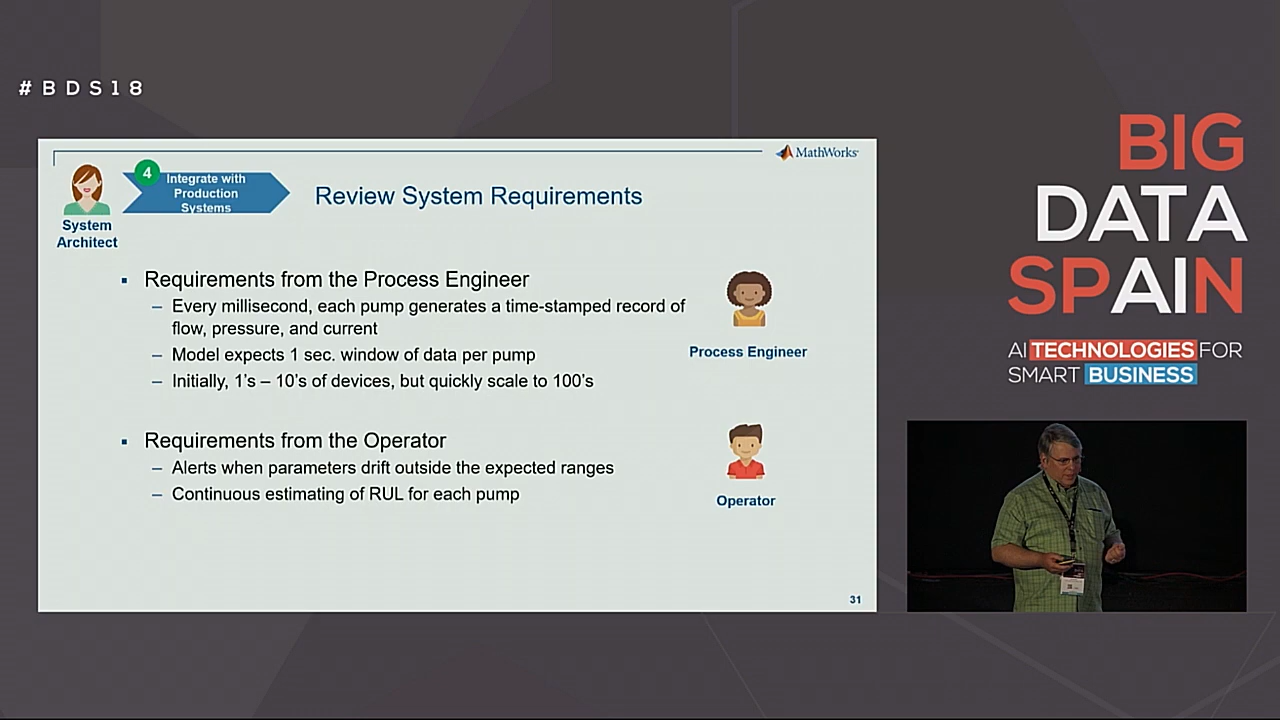 #BDS18
MathWorks
4
Integrate with
Production
Systems
Review System Requirements
System
Architect
▪ Requirements from the Process Engineer
– Every millisecond, each pump generates a time-stamped record of
flow, pressure, and current
– Model expects 1 sec. window of data per pump
– Initially, 1's – 10's of devices, but quickly scale to 100's
Process Engineer
▪ Requirements from the Operator
– Alerts when parameters drift outside the expected ranges
– Continuous estimating of RUL for each pump
Operator
31
BIG
DATA
SPAIN
AI TECHNOLOGIES FOR
SMART BUSINESS